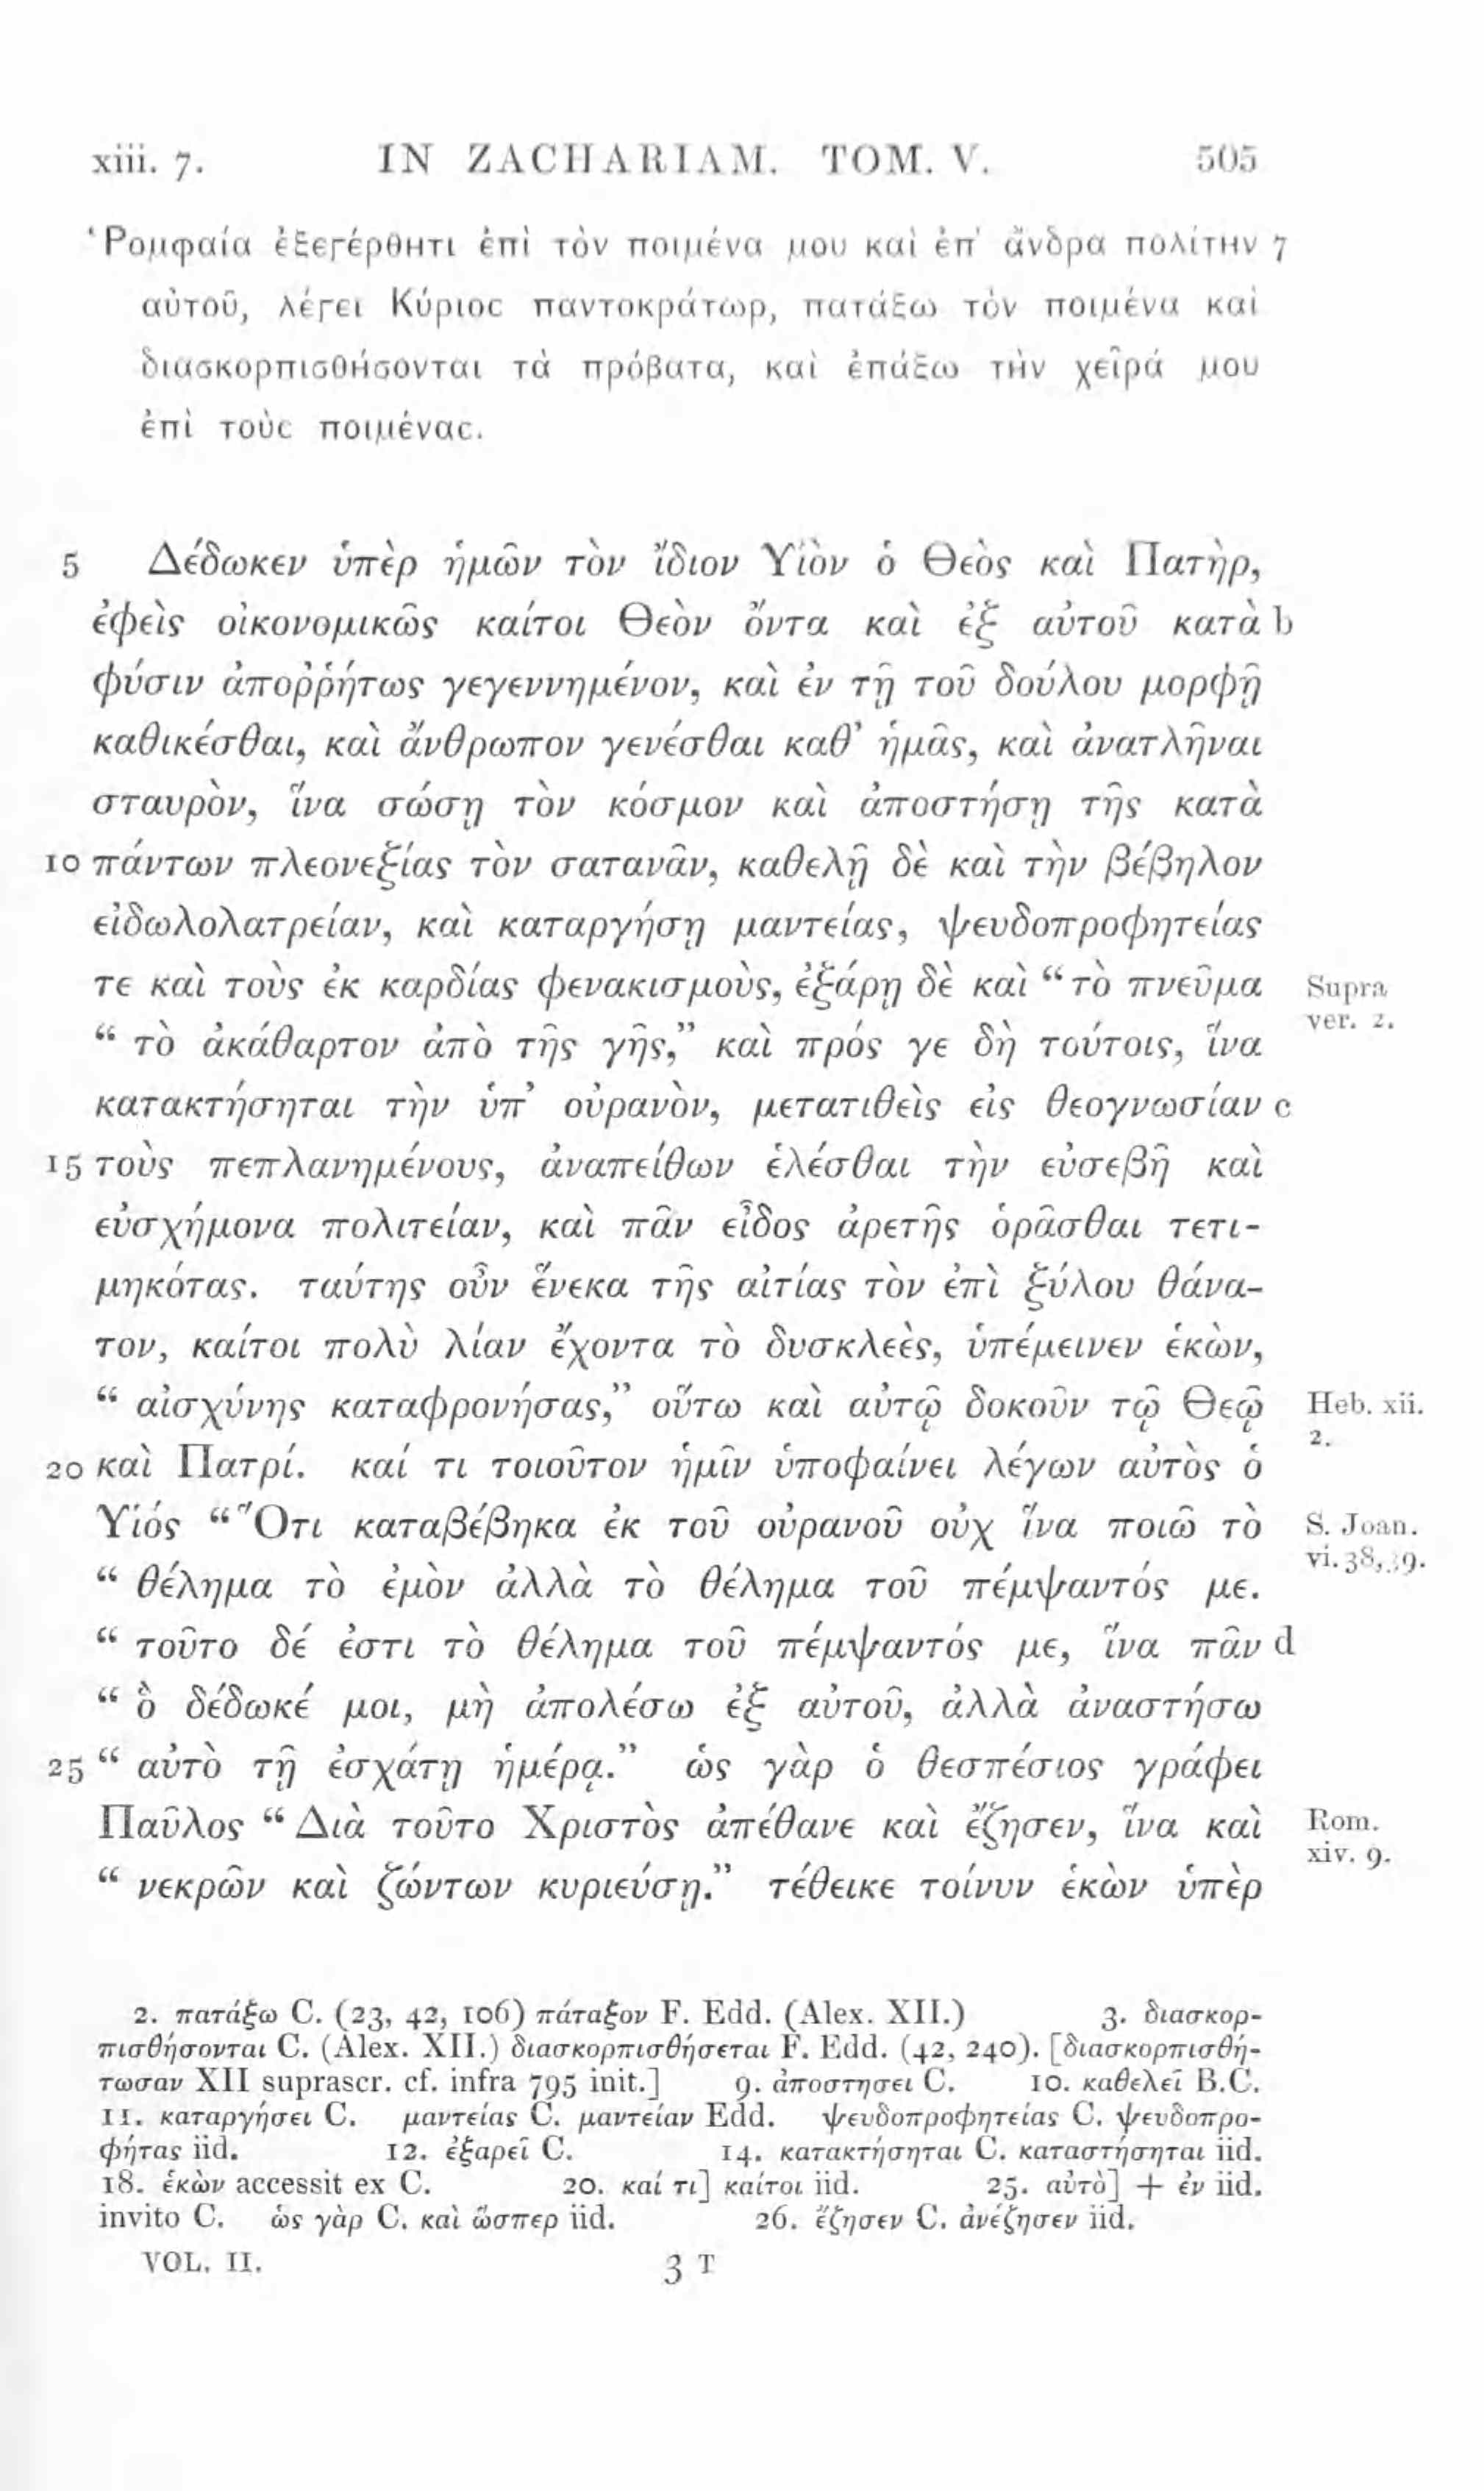 xiii. 7. IN ZACHARIAM. TOM. V. 505
Ῥομφαία ἐξεγέρθητι ἐπὶ τὸν ποιμένα μου καὶ ἐπ' ἄνδρα πολίτην 7
αὐτοῦ, λέγει Κύριος παντοκράτωρ, πατάξω τὸν ποιμένα καὶ
διασκορπισθήσονται τὰ πρόβατα, καὶ ἐπάξω τὴν χεῖρά μου
ἐπὶ τοὺς ποιμένας.
5 Δέδωκεν ὑπὲρ ἡμῶν τὸν ἴδιον Υἱὸν ὁ Θεὸς καὶ Πατὴρ,
ἐφεὶς οἰκονομικῶς καίτοι Θεὸν ὄντα καὶ ἐξ αὐτοῦ κατὰ b
φύσιν ἀποῤῥήτως γεγεννημένον, καὶ ἐν τῇ τοῦ δούλου μορφῇ
καθικέσθαι, καὶ ἄνθρωπον γενέσθαι καθ' ἡμᾶς, καὶ ἀνατλῆναι
σταυρὸν, ἵνα σώσῃ τὸν κόσμον καὶ ἀποστήσῃ τῆς κατὰ
10 πάντων πλεονεξίας τὸν σατανᾶν, καθελῇ δὲ καὶ τὴν βέβηλον
εἰδωλολατρείαν, καὶ καταργήσῃ μαντείας, ψευδοπροφητείας
τε καὶ τοὺς ἐκ καρδίας φενακισμοὺς, ἐξάρῃ δὲ καὶ “τὸ πνεῦμα Supra
“ τὸ ἀκάθαρτον ἀπὸ τῆς γῆς,” καὶ πρός γε δὴ τούτοις, ἵνα ver. 2.
κατακτήσηται τὴν ὑπ' οὐρανὸν, μετατιθεὶς εἰς θεογνωσίαν c
15 τοὺς πεπλανημένους, ἀναπείθων ἑλέσθαι τὴν εὐσεβῆ καὶ
εὐσχήμονα πολιτείαν, καὶ πᾶν εἶδος ἀρετῆς ὁρᾶσθαι τετι-
μηκότας. ταύτης οὖν ἕνεκα τῆς αἰτίας τὸν ἐπὶ ξύλου θάνα-
τον, καίτοι πολὺ λίαν ἔχοντα τὸ δυσκλεὲς, ὑπέμεινεν ἑκὼν,
“ αἰσχύνης καταφρονήσας,” οὕτω καὶ αὐτῷ δοκοῦν τῷ Θεῷ Heb. xii.
2.
20 καὶ Πατρί. καί τι τοιοῦτον ἡμῖν ὑποφαίνει λέγων αὐτὸς ὁ
Υἱός “Ὅτι καταβέβηκα ἐκ τοῦ οὐρανοῦ οὐχ ἵνα ποιῶ τὸ S. Joan.
vi. 38, 39.
“ θέλημα τὸ ἐμὸν ἀλλὰ τὸ θέλημα τοῦ πέμψαντός με.
“ τοῦτο δέ ἐστι τὸ θέλημα τοῦ πέμψαντός με, ἵνα πᾶν d
“ ὃ δέδωκέ μοι, μὴ ἀπολέσω ἐξ αὐτοῦ, ἀλλὰ ἀναστήσω
25 “ αὐτὸ τῇ ἐσχάτῃ ἡμέρᾳ.” ὡς γὰρ ὁ θεσπέσιος γράφει
Παῦλος “ Διὰ τοῦτο Χριστὸς ἀπέθανε καὶ ἔζησεν, ἵνα καὶ Rom.
xiv. 9.
“ νεκρῶν καὶ ζώντων κυριεύσῃ.” τέθεικε τοίνυν ἑκὼν ὑπὲρ
2. πατάξω C. (23, 42, 106) πάταξον F. Edd. (Alex. XII.) 3. διασκορ-
πισθήσονται C. (Alex. XII.) διασκορπισθήσεται F. Edd. (42, 240). [διασκορπισθή-
τωσαν XII suprascr. cf. infra 795 init.] 9. ἀποστησει C. 10. καθελεῖ B.C.
11. καταργήσει C. μαντείας C. μαντείαν Edd. ψευδοπροφητείας C. ψευδοπρο-
φήτας iid. 12. ἐξαρεῖ C. 14. κατακτήσηται C. καταστήσηται iid.
18. ἑκὼν accessit ex C. 20. καί τι] καίτοι iid. 25. αὐτὸ] + ἐν iid.
invito C. ὡς γὰρ C. καὶ ὥσπερ iid. 26. ἔζησεν C. ἀνέζησεν iid.
VOL. II. 3 T